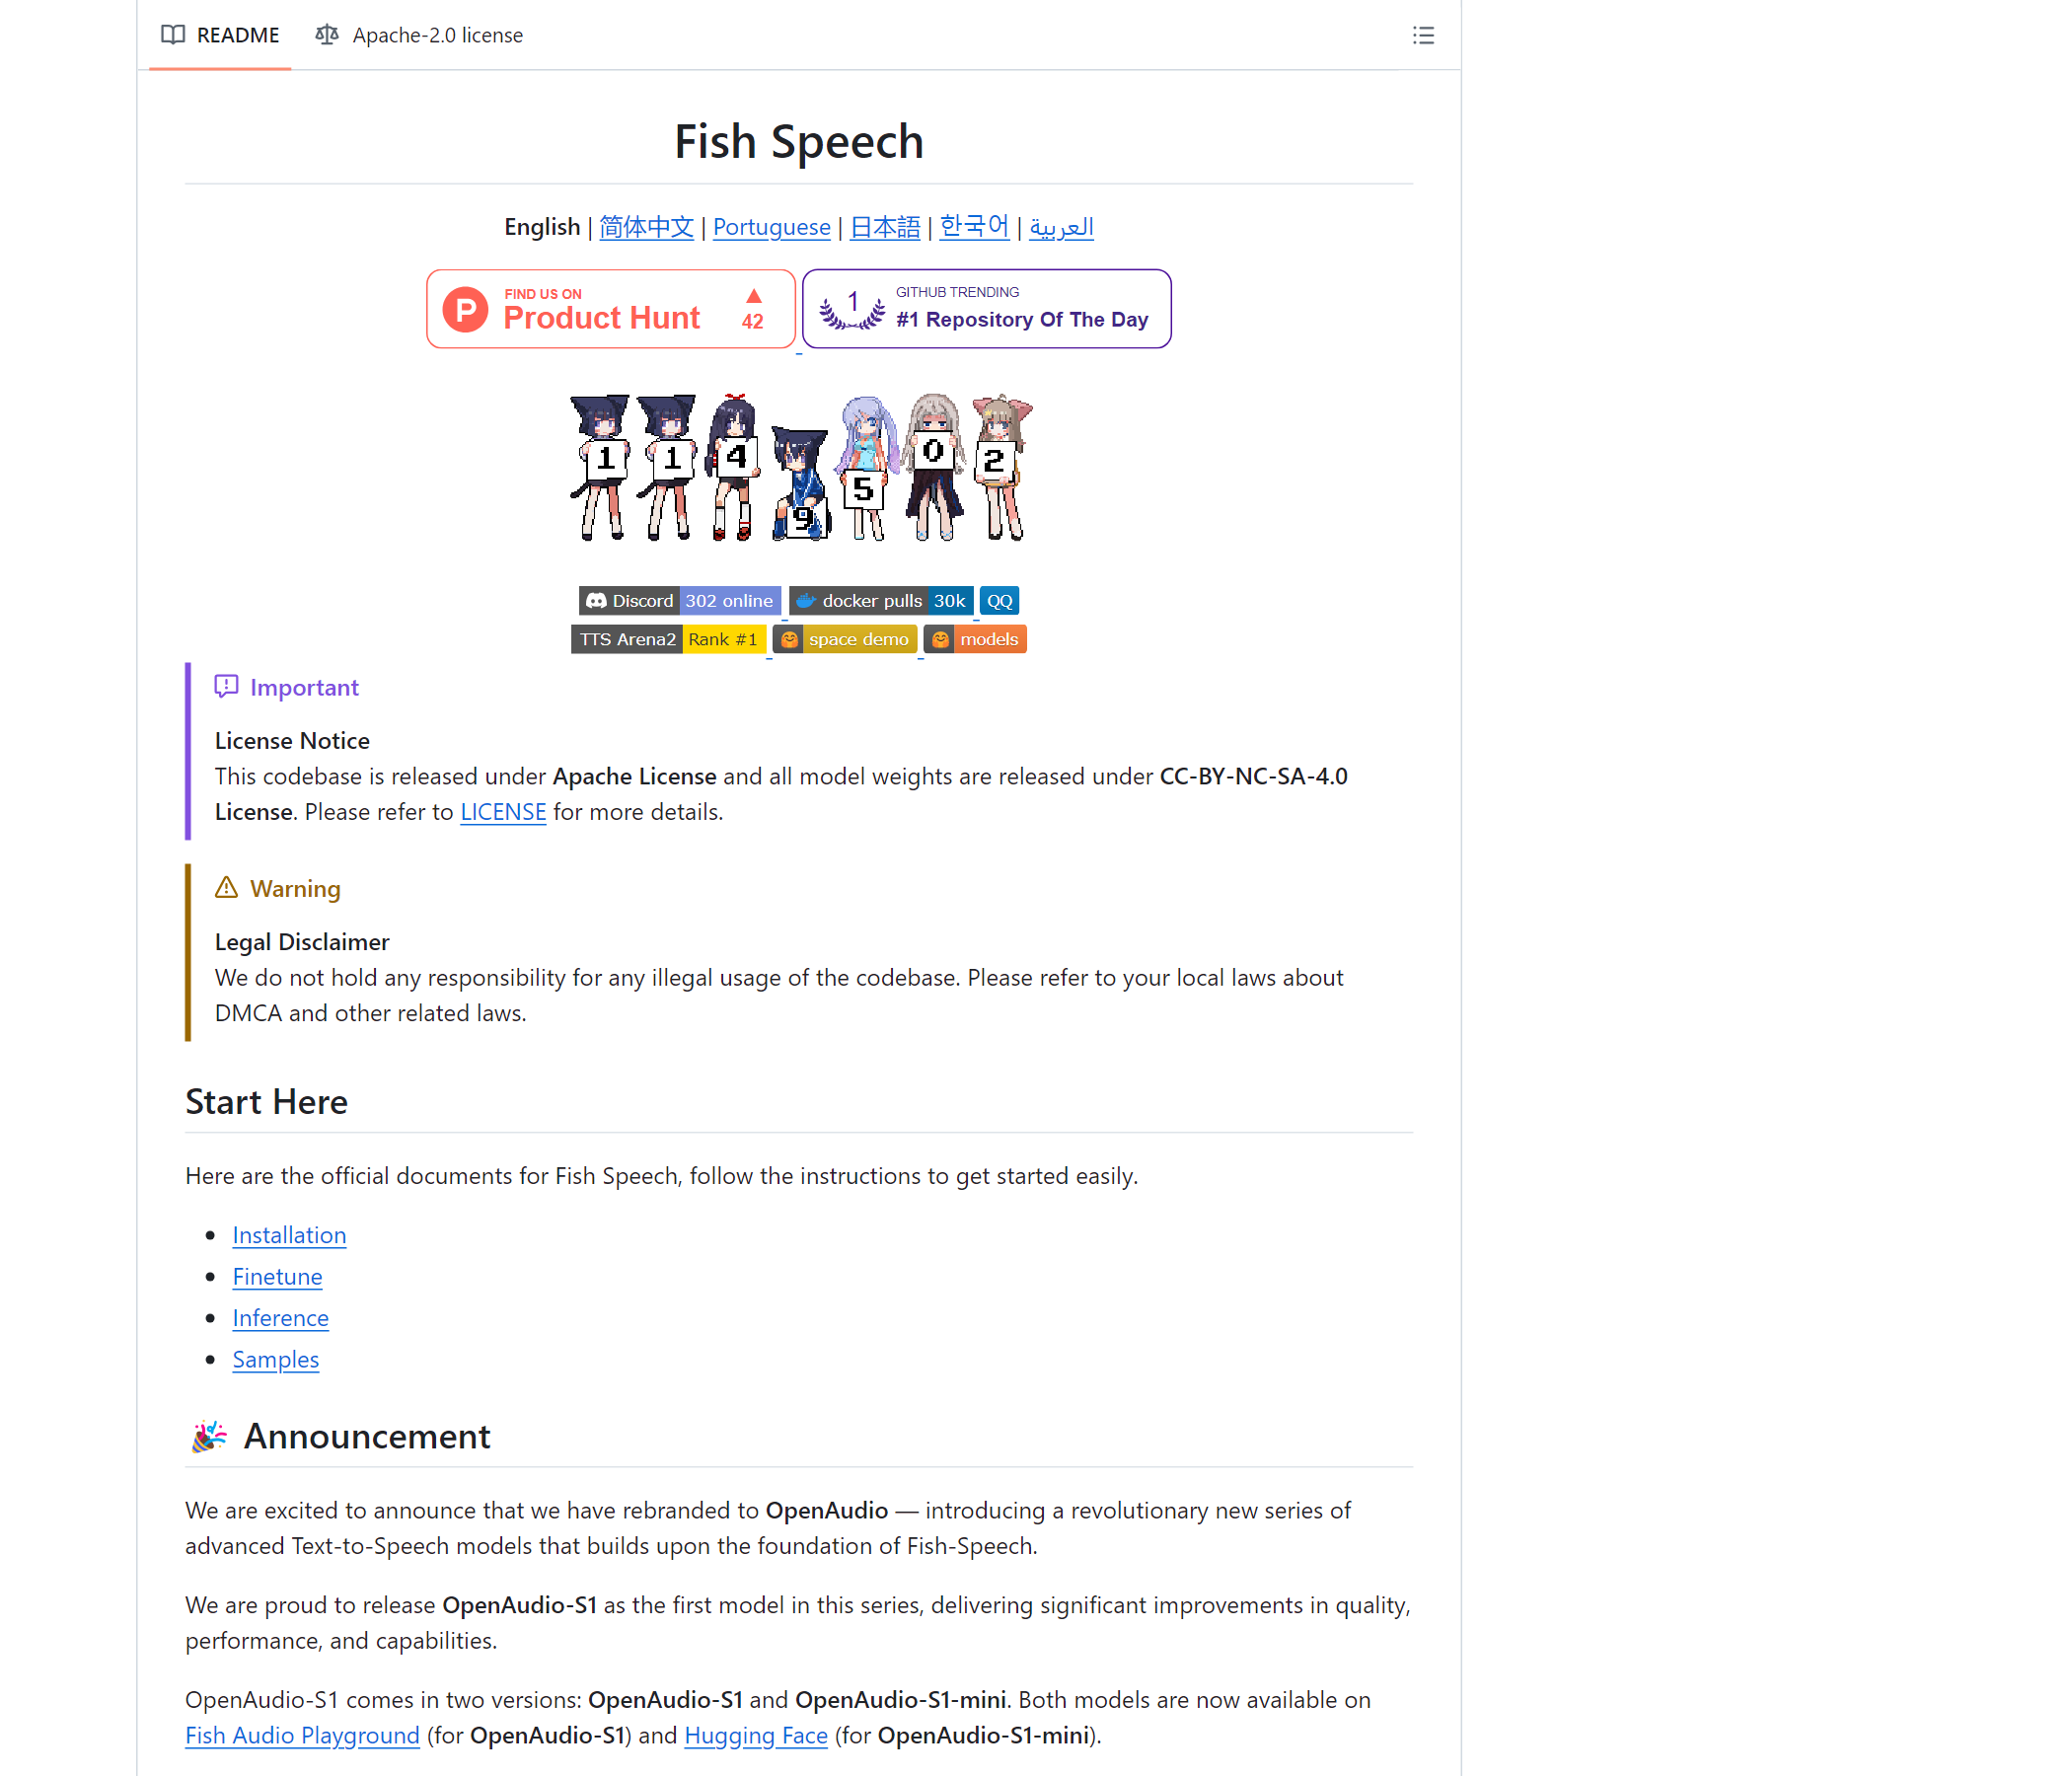 README
Apache-2.0 license
Fish Speech
English | 简体中文 | Portuguese | 日本語 | 한국어 | العربية
P
FIND US ON
Product Hunt
42
1
GITHUB TRENDING
#1 Repository Of The Day
1 1 4 9 5 0 2
Discord 302 online docker pulls 30k QQ
TTS Arena2 Rank #1 space demo models
Important
License Notice
This codebase is released under Apache License and all model weights are released under CC-BY-NC-SA-4.0
License. Please refer to LICENSE for more details.
Warning
Legal Disclaimer
We do not hold any responsibility for any illegal usage of the codebase. Please refer to your local laws about
DMCA and other related laws.
Start Here
Here are the official documents for Fish Speech, follow the instructions to get started easily.
Installation
Finetune
Inference
Samples
Announcement
We are excited to announce that we have rebranded to OpenAudio — introducing a revolutionary new series of
advanced Text-to-Speech models that builds upon the foundation of Fish-Speech.
We are proud to release OpenAudio-S1 as the first model in this series, delivering significant improvements in quality,
performance, and capabilities.
OpenAudio-S1 comes in two versions: OpenAudio-S1 and OpenAudio-S1-mini. Both models are now available on
Fish Audio Playground (for OpenAudio-S1) and Hugging Face (for OpenAudio-S1-mini).